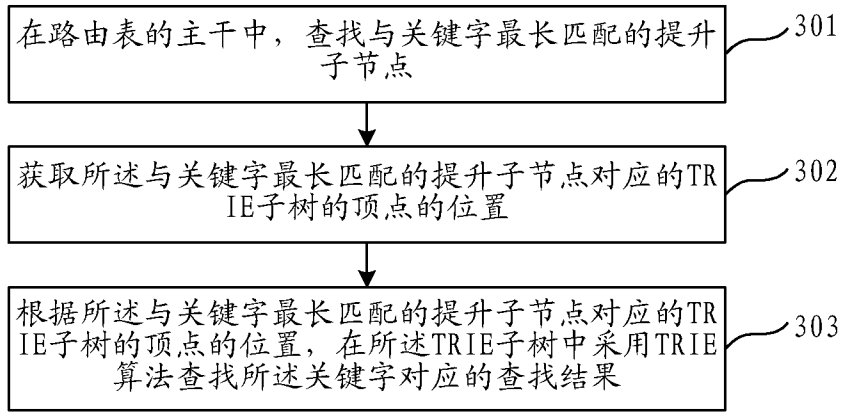 在路由表的主干中，查找与关键字最长匹配的提升
子节点
301
获取所述与关键字最长匹配的提升子节点对应的TR
IE子树的顶点的位置
302
根据所述与关键字最长匹配的提升子节点对应的TR
IE子树的顶点的位置，在所述TRIE子树中采用TRIE
算法查找所述关键字对应的查找结果
303